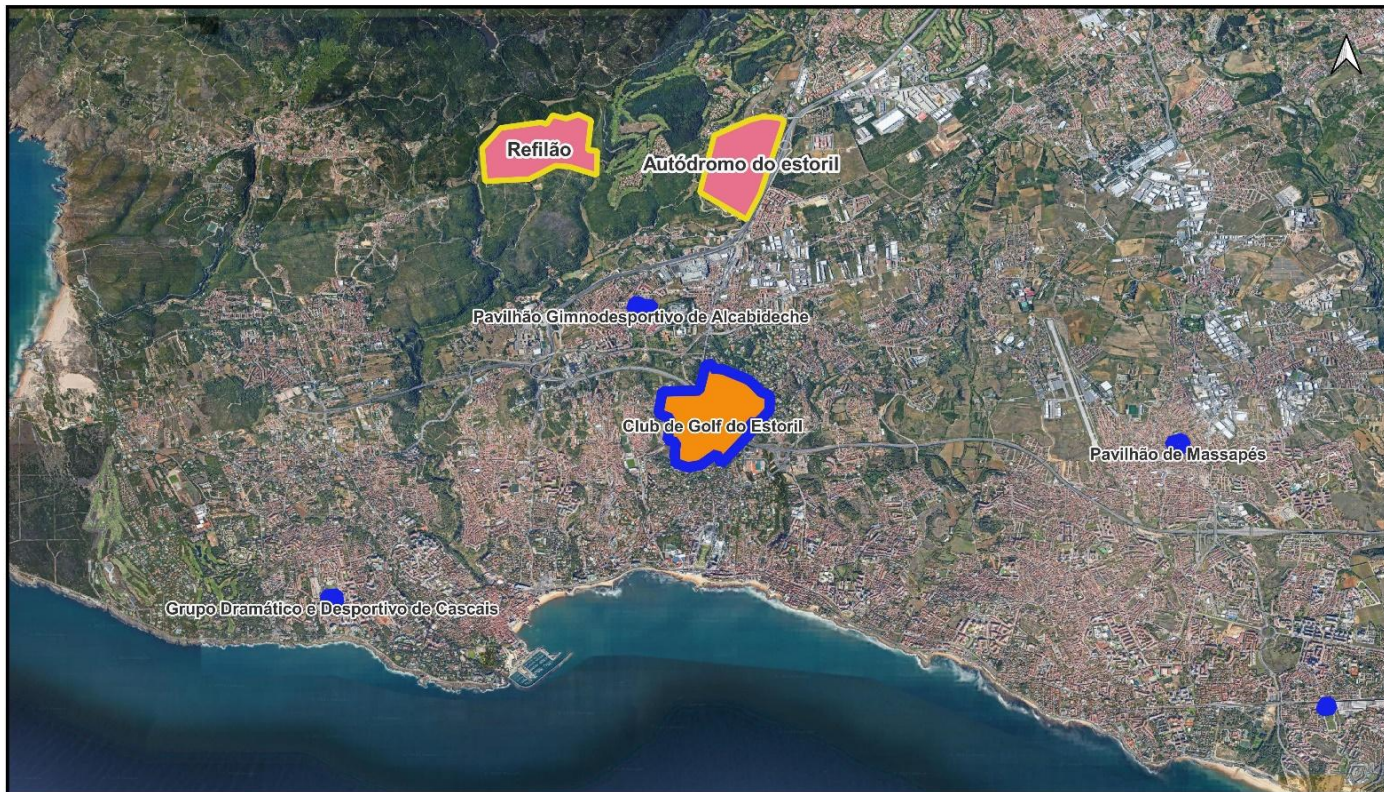 Refilão
Autódromo do estoril
Pavilhão Gimnodesportivo de Alcabideche
Club de Golf do Estoril
Pavilhão de Massapés
Grupo Dramático e Desportivo de Cascais